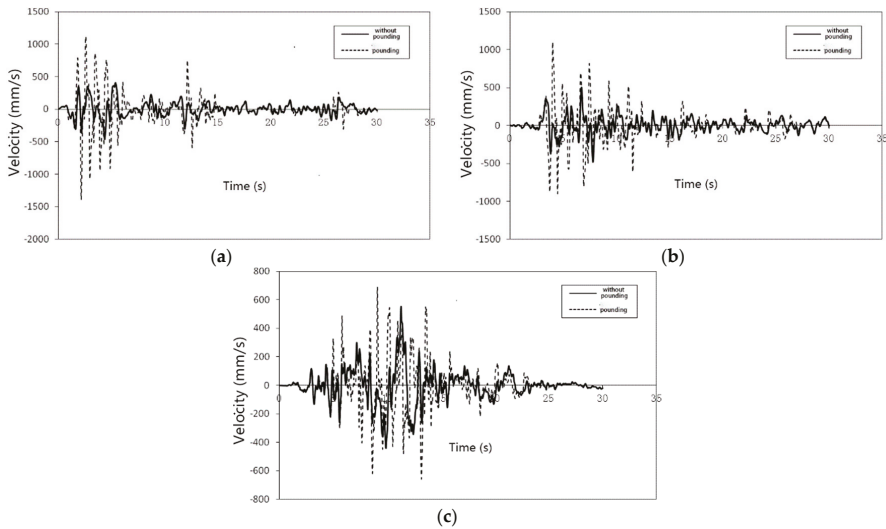 1500
1000
500
0
-500
-1000
-1500
-2000
Velocity (mm/s)
0 5 10 15 20 25 30 35
Time (s)
without
pounding
pounding
(a)
1500
1000
500
0
-500
-1000
-1500
Velocity (mm/s)
0 5 10 15 20 25 30 35
Time (s)
without
pounding
pounding
(b)
800
600
400
200
0
-200
-400
-600
-800
Velocity (mm/s)
0 5 10 15 20 25 30 35
Time (s)
without
pounding
pounding
(c)